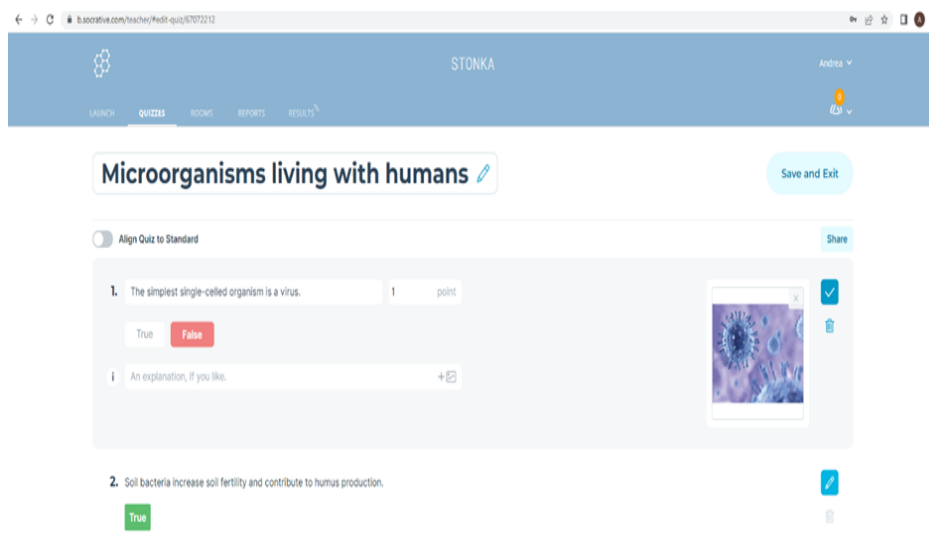 b.socrative.com/teacher/#edit-quiz/67072212
A
STONKA
Andrea
LAUNCH QUIZZES ROOMS REPORTS RESULTS
0
Microorganisms living with humans
Save and Exit
Align Quiz to Standard
Share
1. The simplest single-celled organism is a virus. 1 point
x
True False
i An explanation, if you like. +
2. Soil bacteria increase soil fertility and contribute to humus production.
True